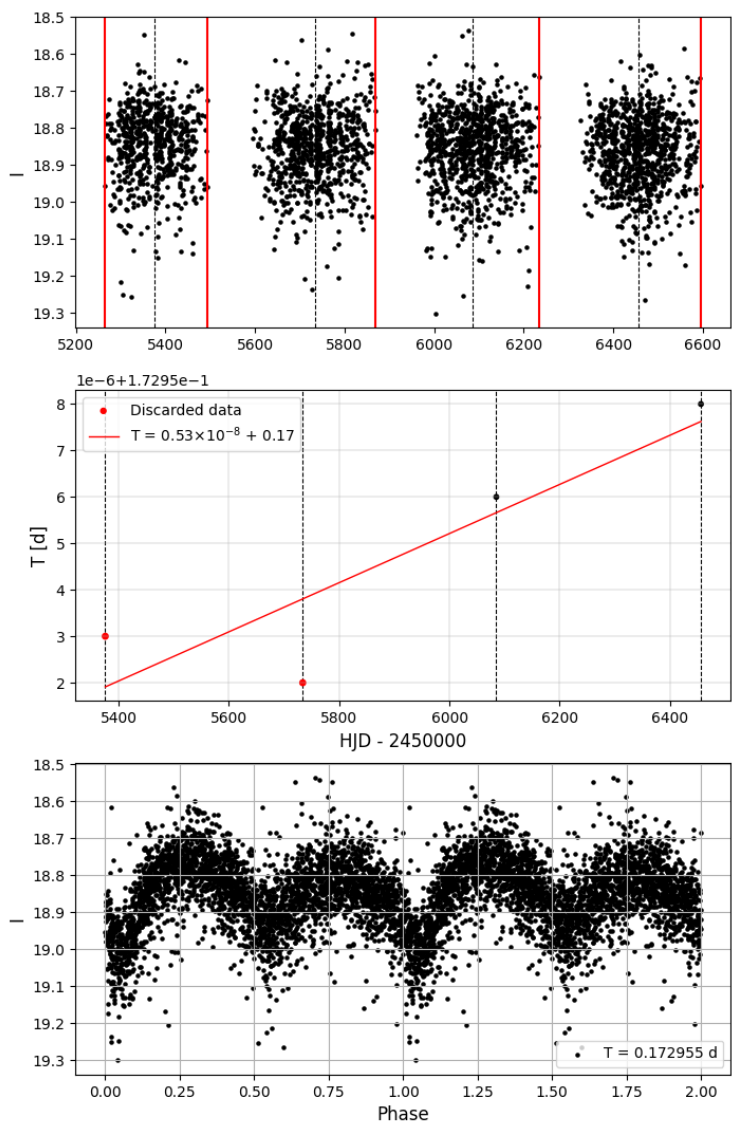 18.5
18.6
18.7
18.8
18.9
19.0
19.1
19.2
19.3
I
5200 5400 5600 5800 6000 6200 6400 6600
1e-6+1.7295e-1
8
7
6
5
4
3
2
T [d]
Discarded data
T = 0.53×10⁻⁸ + 0.17
5400 5600 5800 6000 6200 6400
HJD - 2450000
18.5
18.6
18.7
18.8
18.9
19.0
19.1
19.2
19.3
I
T = 0.172955 d
0.00 0.25 0.50 0.75 1.00 1.25 1.50 1.75 2.00
Phase